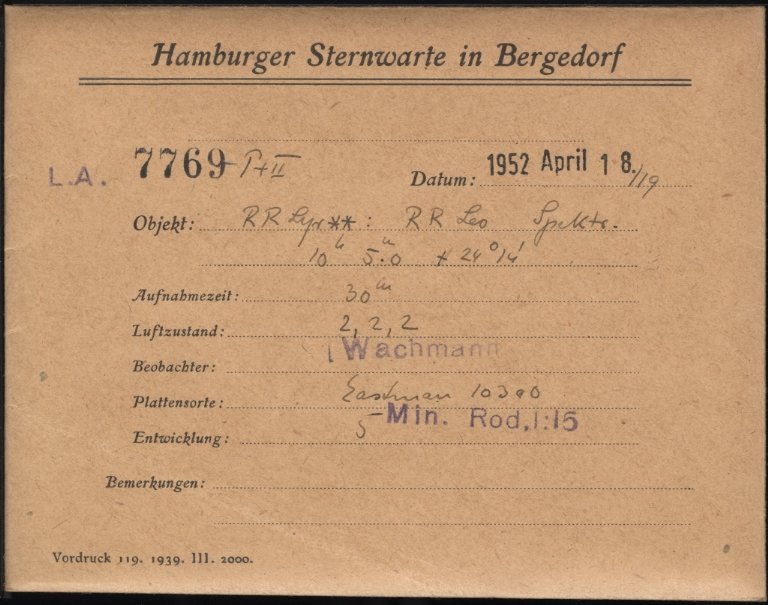 Hamburger Sternwarte in Bergedorf
L.A. 7769 I+II Datum: 1952 April 18./19
Objekt: RR Lyr**: RR Leo Spektr.
10h 5m.0 +24°14'
Aufnahmezeit: 30m
Luftzustand: 2, 2, 2
Beobachter: Wachmann
Plattensorte: Eastman 103a0
Entwicklung: 5 Min. Rod.1:15
Bemerkungen:
Vordruck 119. 1939. III. 2000.